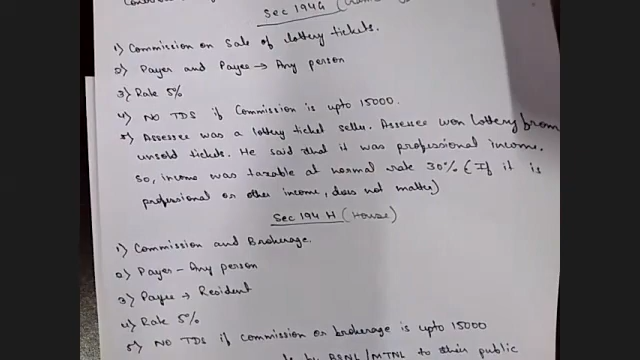 Sec 194G
1) Commission on Sale of lottery tickets.
2) Payer and Payee → Any person
3) Rate 5%
4) NO TDS if Commission is upto 15000.
5) Assessee was a lottery ticket seller. Assessee won lottery from
unsold tickets. He said that it was professional income.
So, income was taxable at normal rate 30% (If it is
professional or other income, does not matter)
Sec 194 H (House)
1) Commission and Brokerage.
2) Payer - Any person
3) Payee → Resident
4) Rate 5%
5) NO TDS if commission or brokerage is upto 15000
by BSNL/MTNL to their public